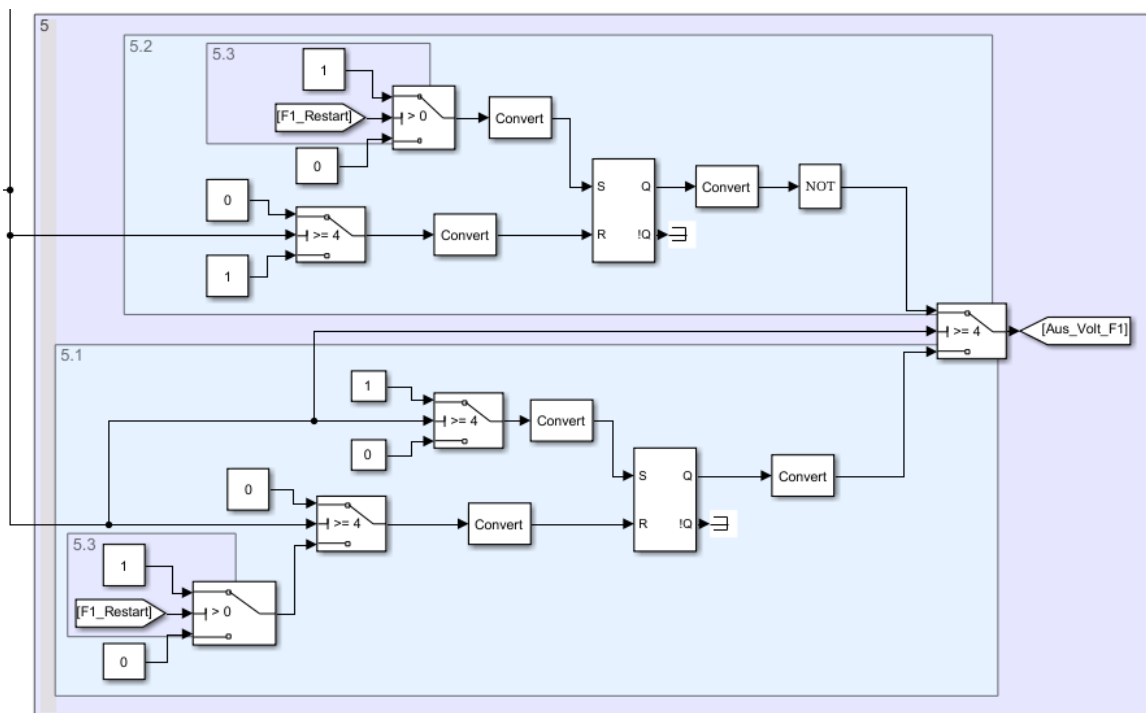 5
5.2
5.3
1
[F1_Restart]
> 0
Convert
0
0
>= 4
Convert
1
S
Q
R
!Q
Convert
NOT
>= 4
[Aus_Volt_F1]
5.1
1
>= 4
Convert
0
0
>= 4
Convert
S
Q
R
!Q
Convert
5.3
1
[F1_Restart]
> 0
0